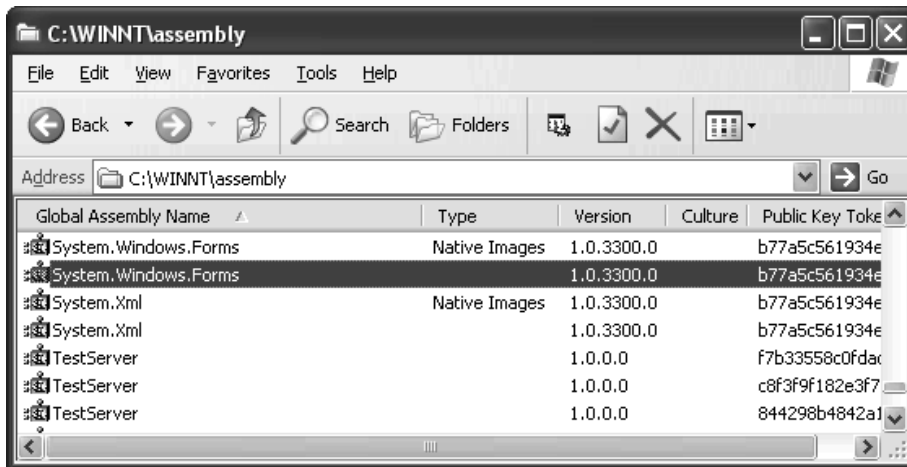 C:\WINNT\assembly
File Edit View Favorites Tools Help
Back Search Folders
Address C:\WINNT\assembly Go
Global Assembly Name Type Version Culture Public Key Toke
System.Windows.Forms Native Images 1.0.3300.0 b77a5c561934e
System.Windows.Forms 1.0.3300.0 b77a5c561934e
System.Xml Native Images 1.0.3300.0 b77a5c561934e
System.Xml 1.0.3300.0 b77a5c561934e
TestServer 1.0.0.0 f7b33558c0fdac
TestServer 1.0.0.0 c8f3f9f182e3f7
TestServer 1.0.0.0 844298b4842a1